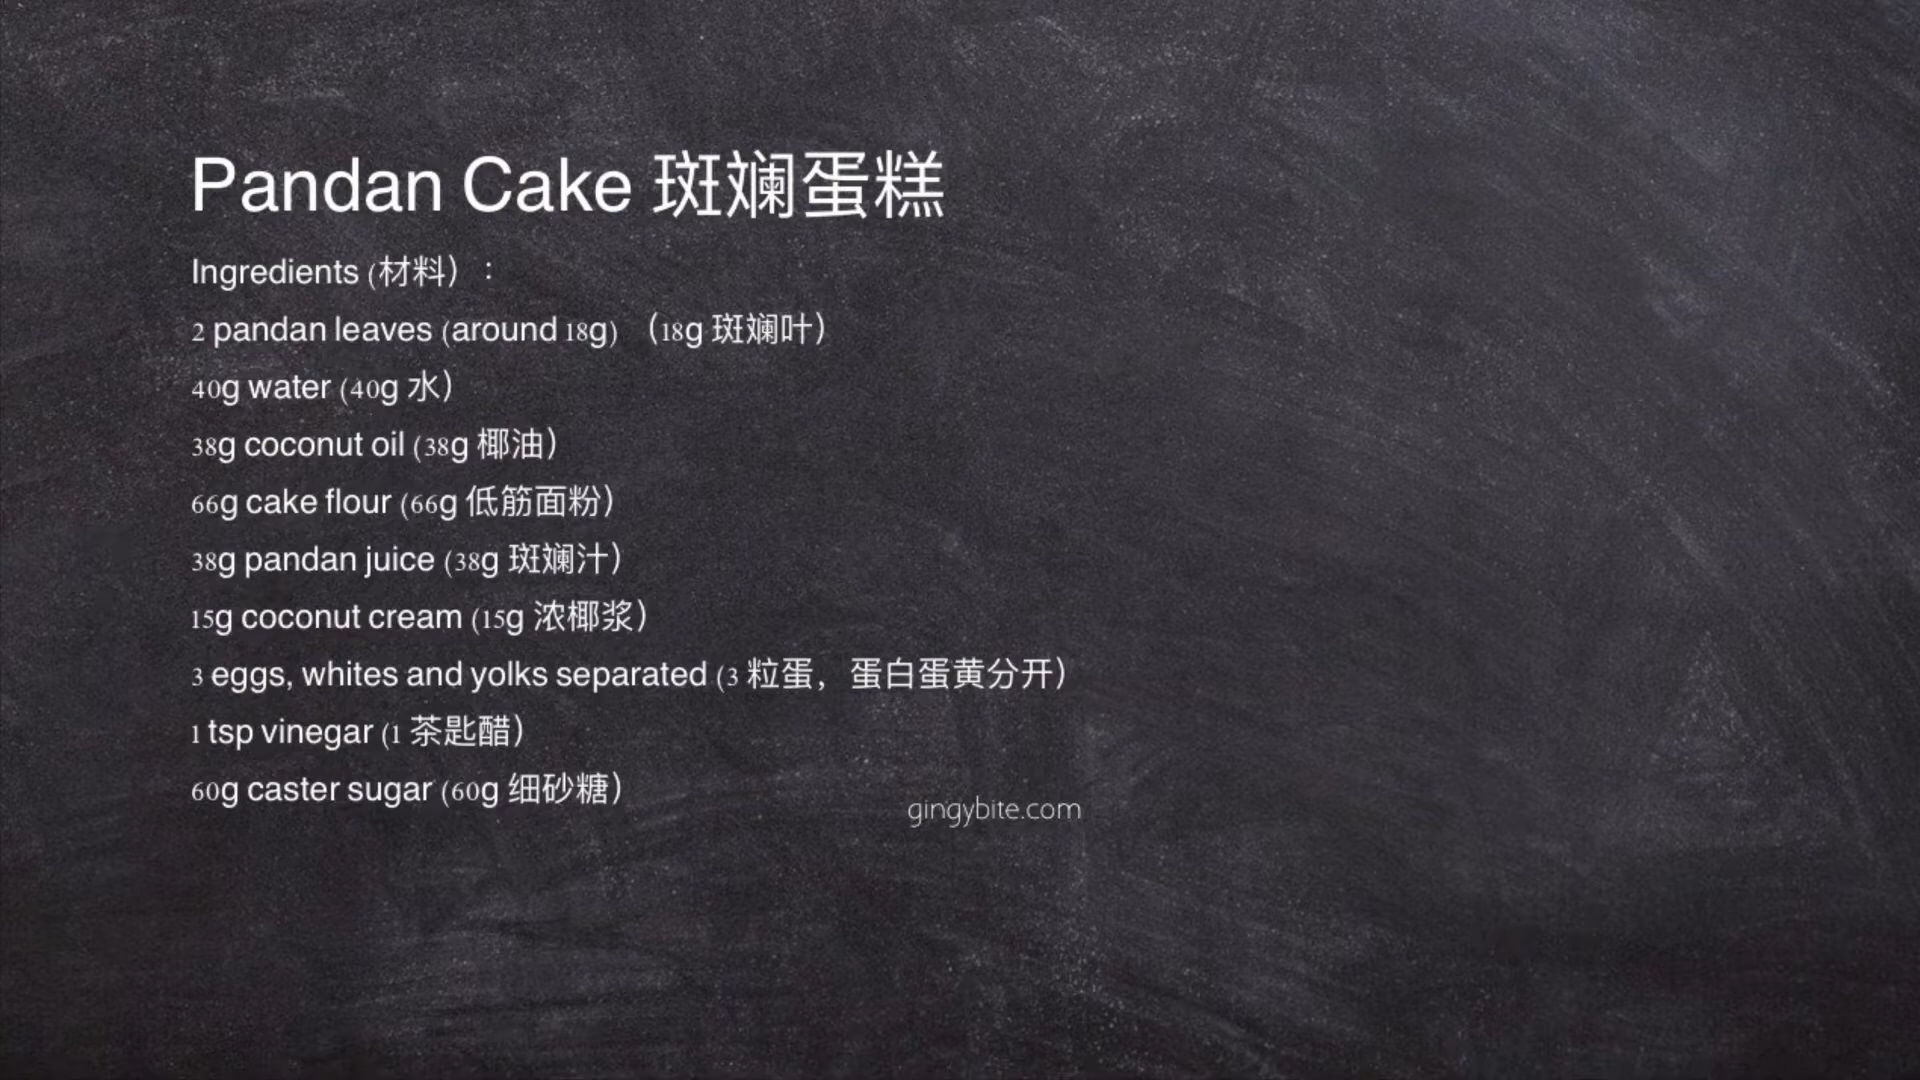 Pandan Cake 斑斓蛋糕
Ingredients (材料）：
2 pandan leaves (around 18g) （18g 斑斓叶）
40g water (40g 水）
38g coconut oil (38g 椰油）
66g cake flour (66g 低筋面粉）
38g pandan juice (38g 斑斓汁）
15g coconut cream (15g 浓椰浆）
3 eggs, whites and yolks separated (3 粒蛋，蛋白蛋黄分开）
1 tsp vinegar (1 茶匙醋）
60g caster sugar (60g 细砂糖）
gingybite.com